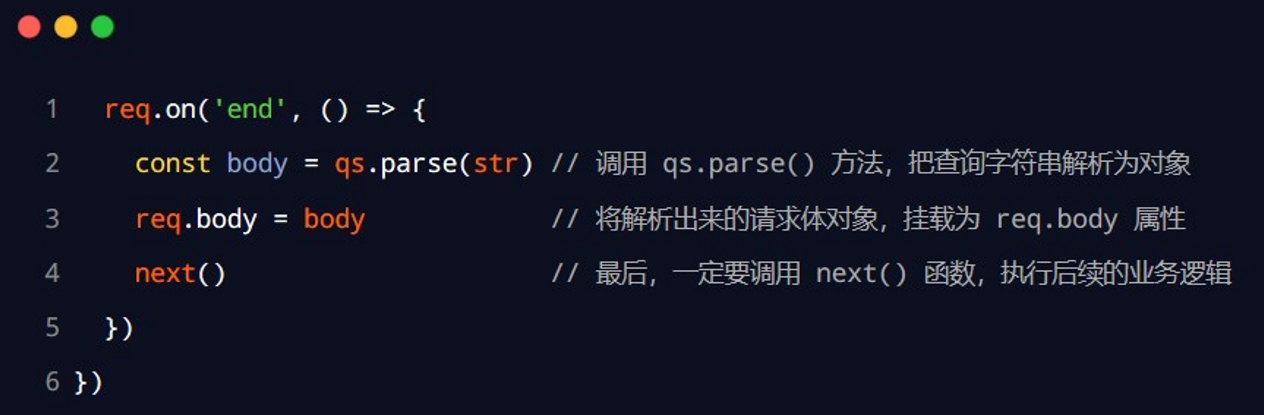 1 req.on('end', () => {
2 const body = qs.parse(str) // 调用 qs.parse() 方法，把查询字符串解析为对象
3 req.body = body // 将解析出来的请求体对象，挂载为 req.body 属性
4 next() // 最后，一定要调用 next() 函数，执行后续的业务逻辑
5 })
6 })